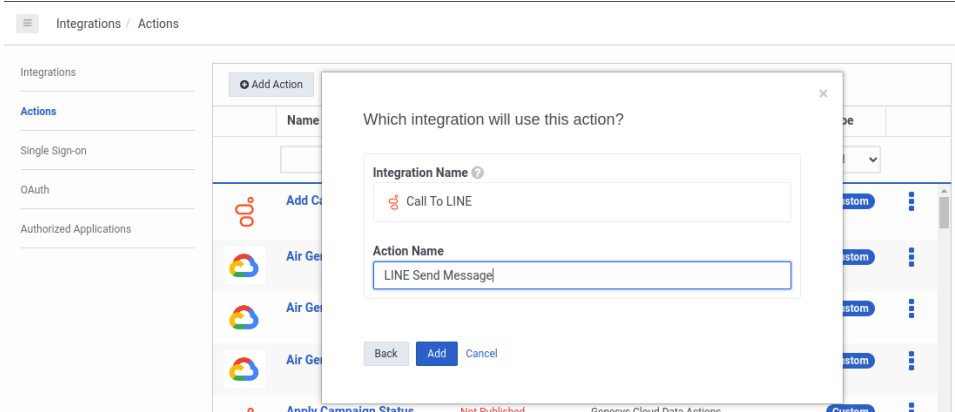 Integrations / Actions
Integrations
Actions
Single Sign-on
OAuth
Authorized Applications
Add Action
Name
Which integration will use this action?
Integration Name
Call To LINE
Action Name
LINE Send Message
Back
Add
Cancel
Add Ca
Air Ge
Air Ge
Air Ge
Apply Campaign Status
Not Published
Genesys Cloud Data Actions
Custom
pe
stom
stom
stom
stom